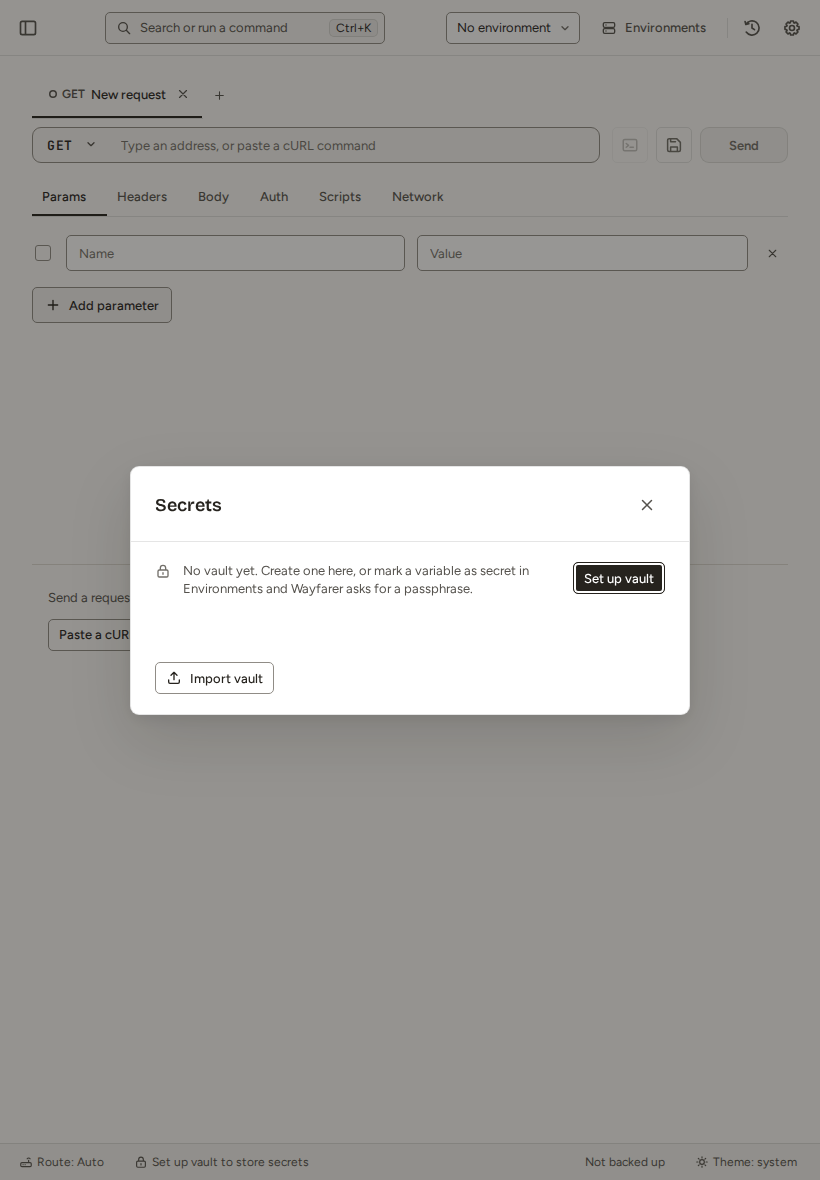 Search or run a command Ctrl+K No environment Environments
GET New request
GET Type an address, or paste a cURL command Send
Params Headers Body Auth Scripts Network
Name Value
Add parameter
Secrets
No vault yet. Create one here, or mark a variable as secret in
Environments and Wayfarer asks for a passphrase.
Set up vault
Send a reques
Paste a cUR
Import vault
Route: Auto Set up vault to store secrets Not backed up Theme: system